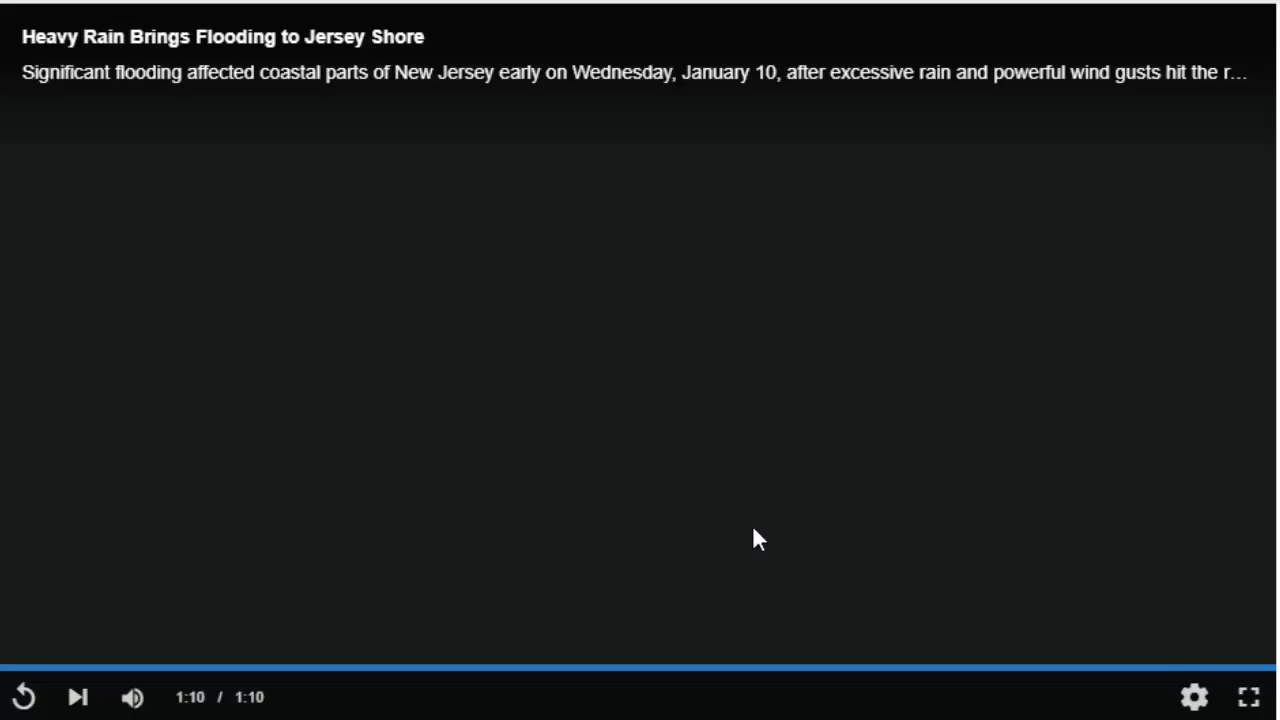 Heavy Rain Brings Flooding to Jersey Shore
Significant flooding affected coastal parts of New Jersey early on Wednesday, January 10, after excessive rain and powerful wind gusts hit the r...
1:10 / 1:10